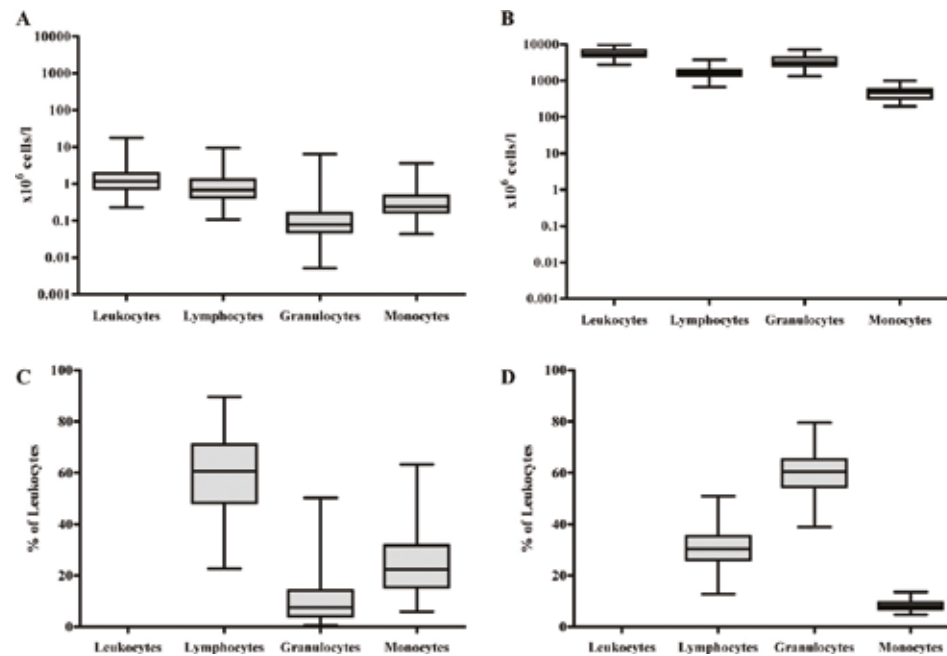 A
10000
1000
100
10
1
0.1
0.01
0.001
x10⁶ cells/l
Leukocytes Lymphocytes Granulocytes Monocytes
B
10000
1000
100
10
1
0.1
0.01
0.001
x10⁶ cells/l
Leukocytes Lymphocytes Granulocytes Monocytes
C
100
80
60
40
20
0
% of Leukocytes
Leukocytes Lymphocytes Granulocytes Monocytes
D
100
80
60
40
20
0
% of Leukocytes
Leukocytes Lymphocytes Granulocytes Monocytes